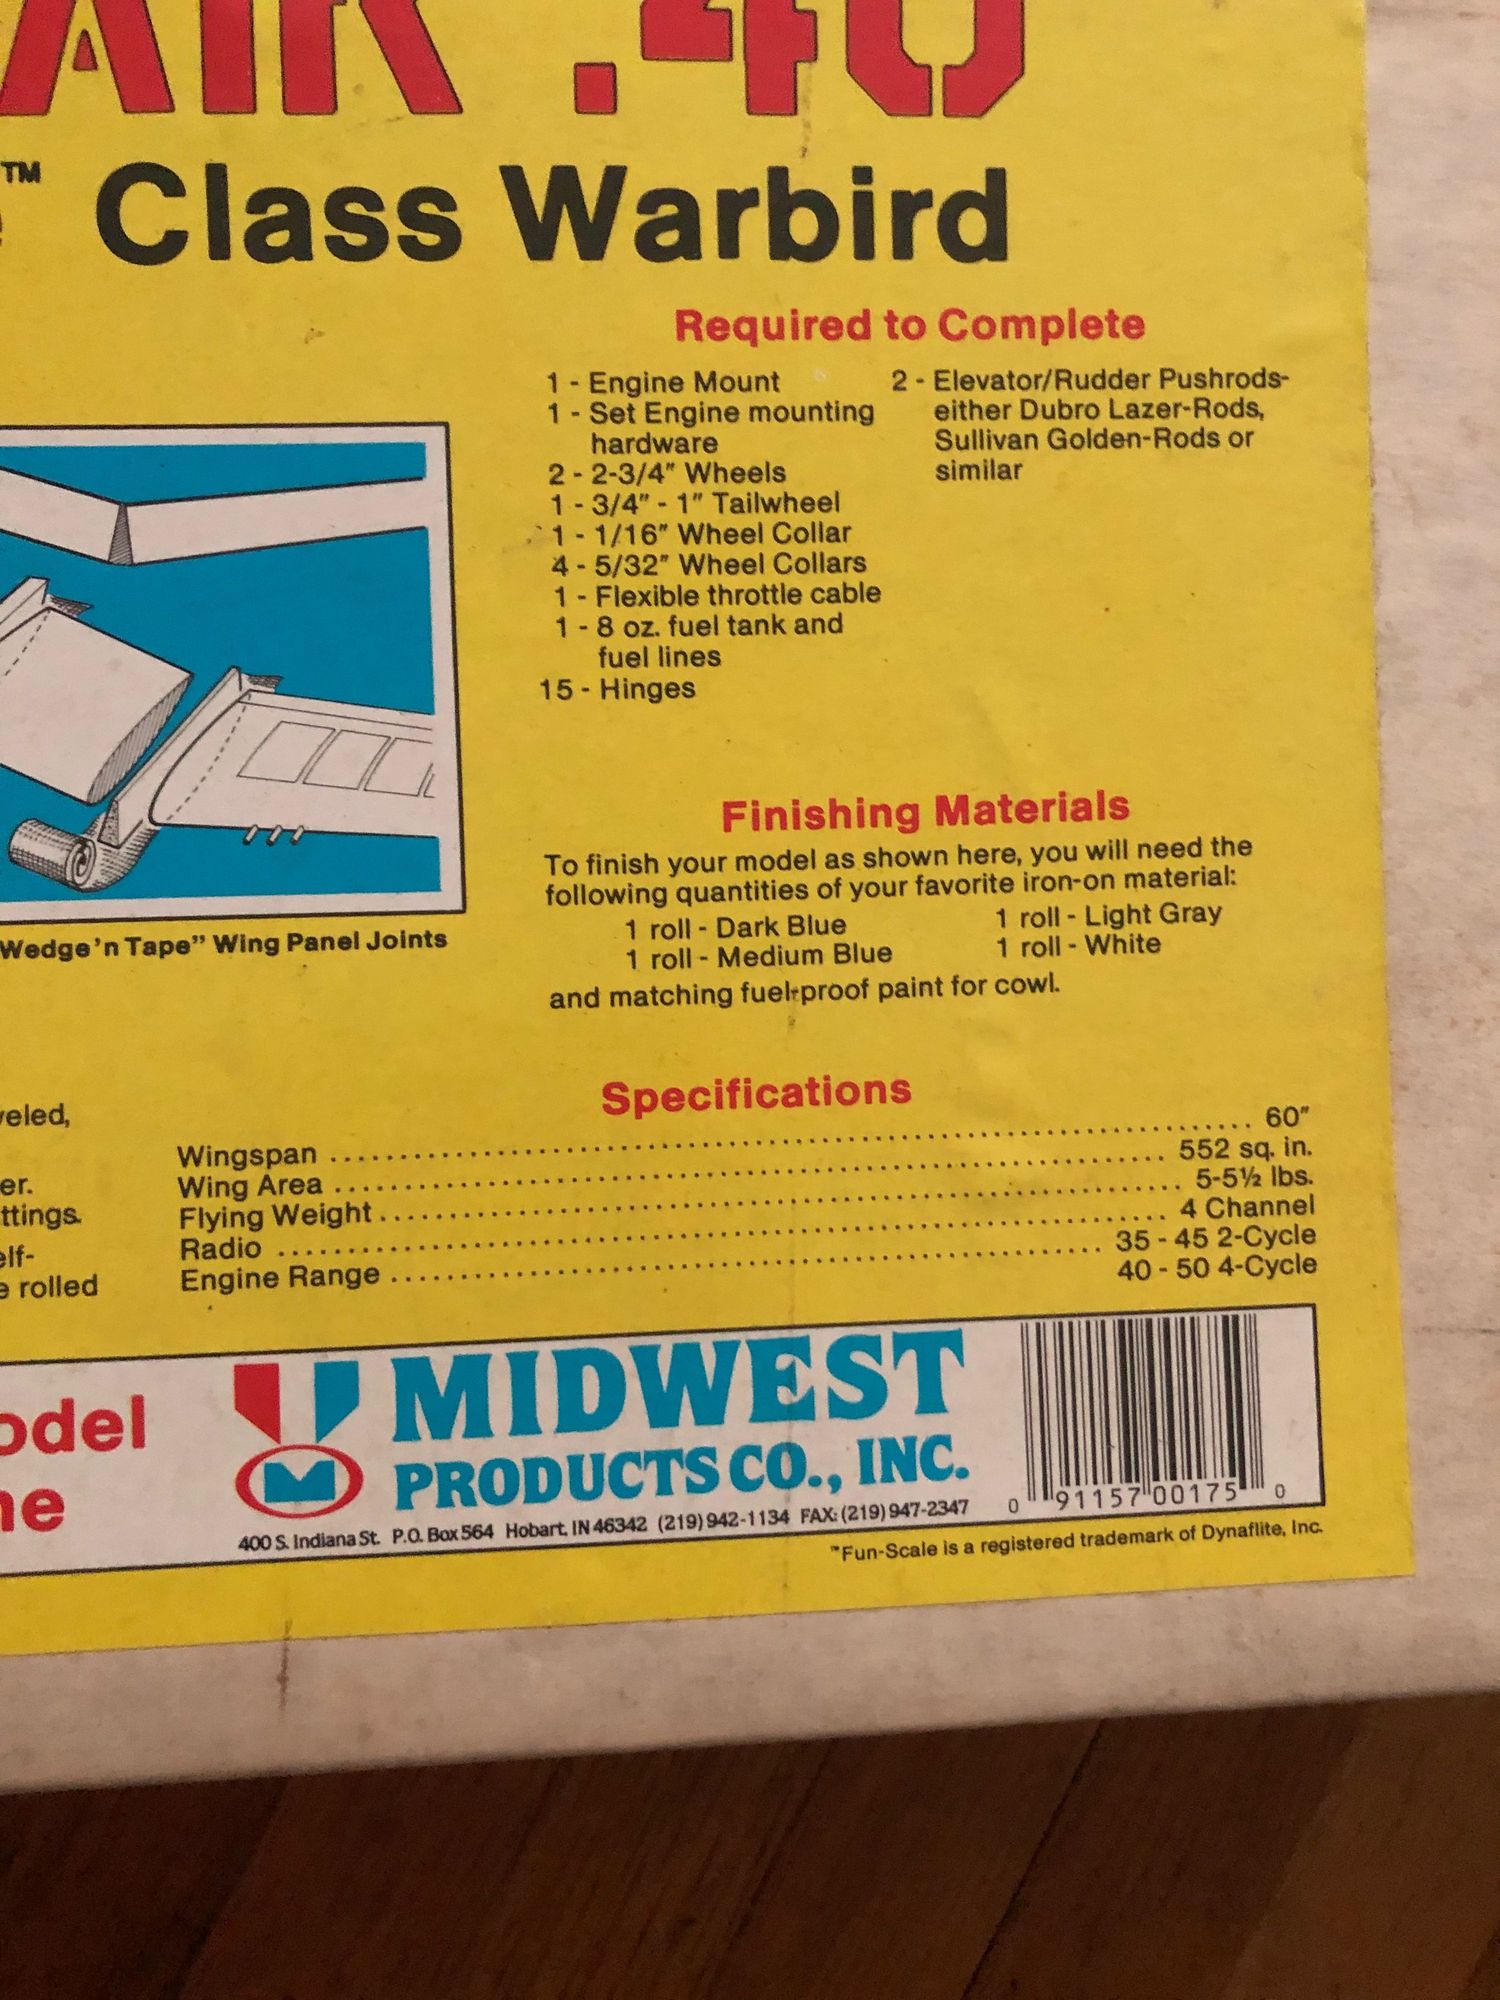 AIR .40
™ Class Warbird
Required to Complete
1 - Engine Mount
1 - Set Engine mounting
hardware
2 - 2-3/4" Wheels
1 - 3/4" - 1" Tailwheel
1 - 1/16" Wheel Collar
4 - 5/32" Wheel Collars
1 - Flexible throttle cable
1 - 8 oz. fuel tank and
fuel lines
15 - Hinges
2 - Elevator/Rudder Pushrods-
either Dubro Lazer-Rods,
Sullivan Golden-Rods or
similar
Wedge 'n Tape" Wing Panel Joints
Finishing Materials
To finish your model as shown here, you will need the
following quantities of your favorite iron-on material:
1 roll - Dark Blue
1 roll - Medium Blue
1 roll - Light Gray
1 roll - White
and matching fuel-proof paint for cowl.
veled,
er.
ttings.
elf-
e rolled
Specifications
Wingspan ........ 60"
Wing Area ........ 552 sq. in.
Flying Weight ........ 5-5½ lbs.
Radio ........ 4 Channel
Engine Range ........ 35 - 45 2-Cycle
40 - 50 4-Cycle
odel
ne
MIDWEST
PRODUCTS CO., INC.
400 S. Indiana St. P.O. Box 564 Hobart, IN 46342 (219) 942-1134 FAX: (219) 947-2347
0 91157 00175 0
™Fun-Scale is a registered trademark of Dynaflite, Inc.